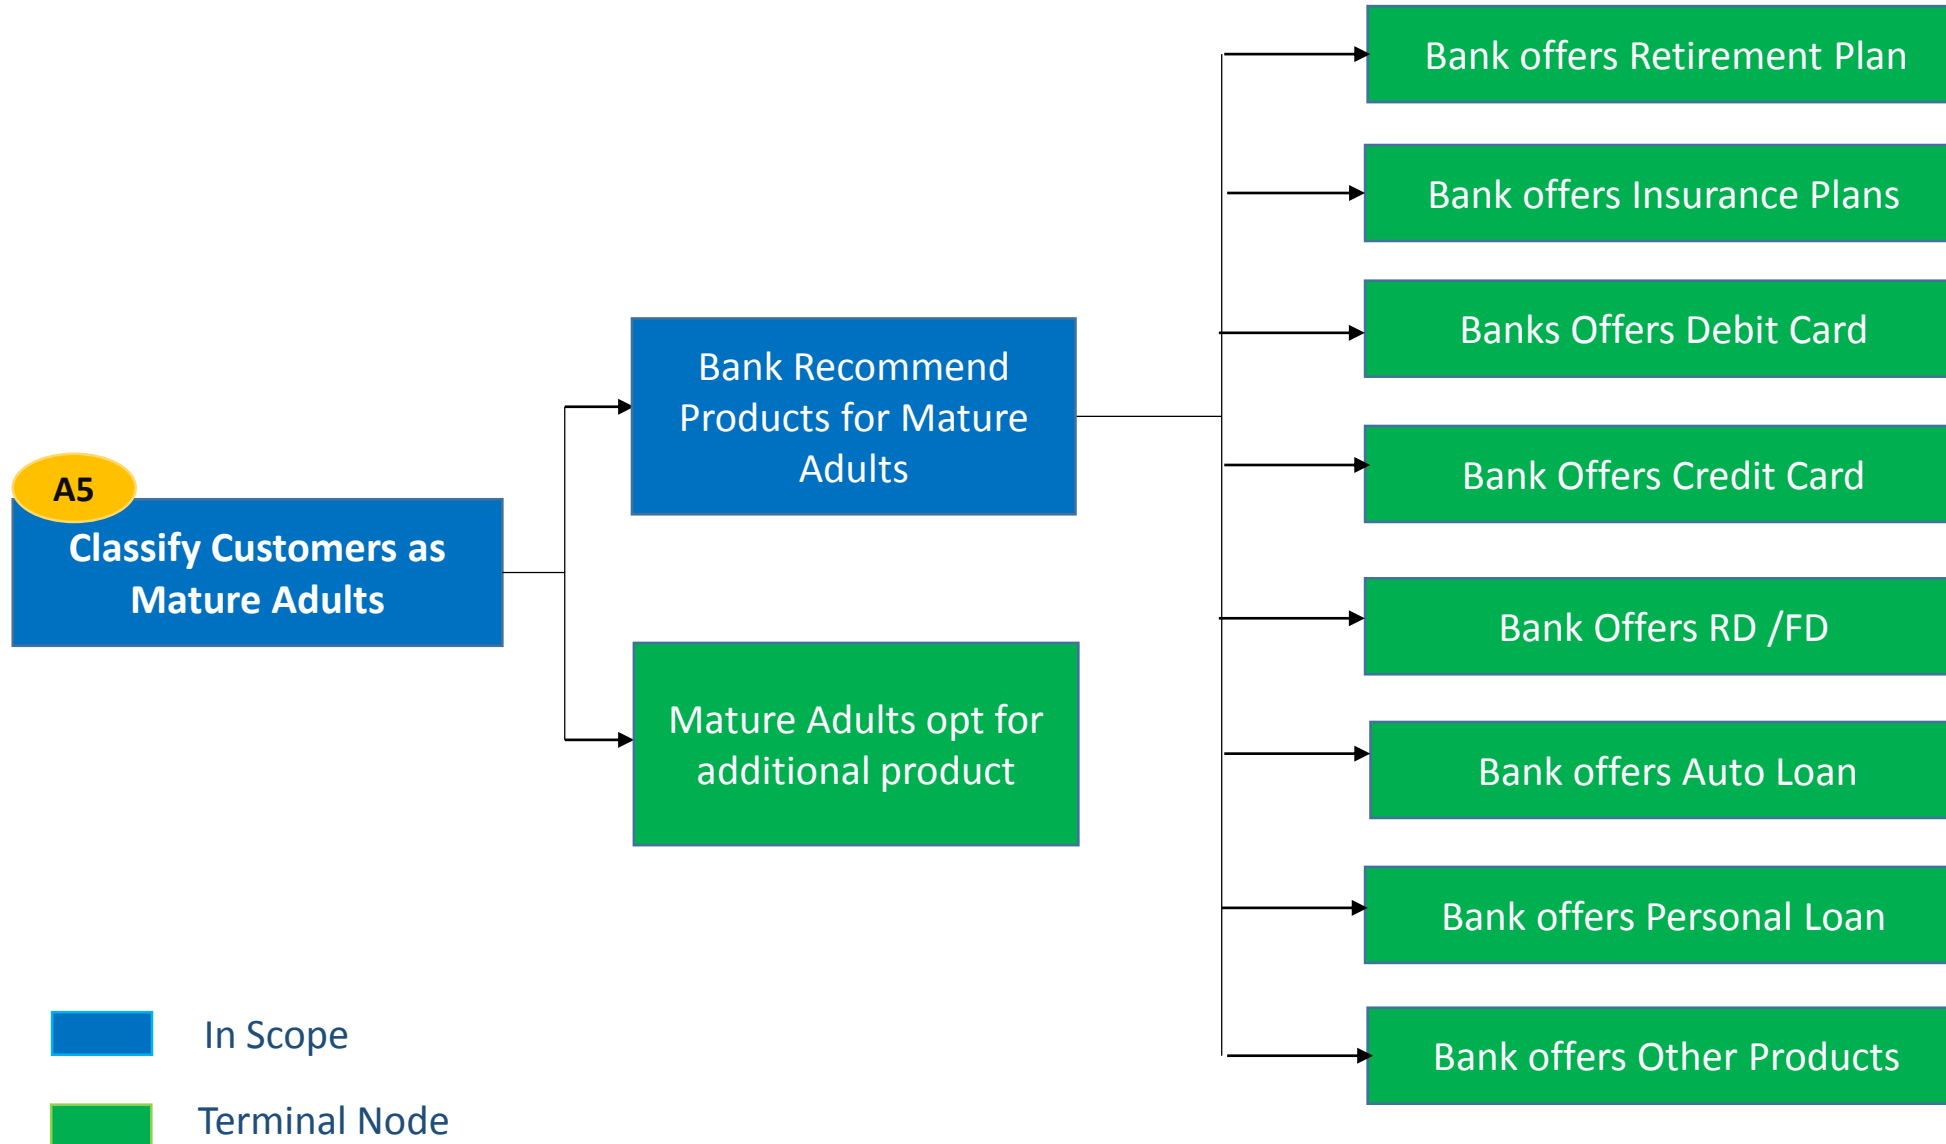 A5
Classify Customers as
Mature Adults
Bank Recommend
Products for Mature
Adults
Mature Adults opt for
additional product
Bank offers Retirement Plan
Bank offers Insurance Plans
Banks Offers Debit Card
Bank Offers Credit Card
Bank Offers RD /FD
Bank offers Auto Loan
Bank offers Personal Loan
Bank offers Other Products
In Scope
Terminal Node